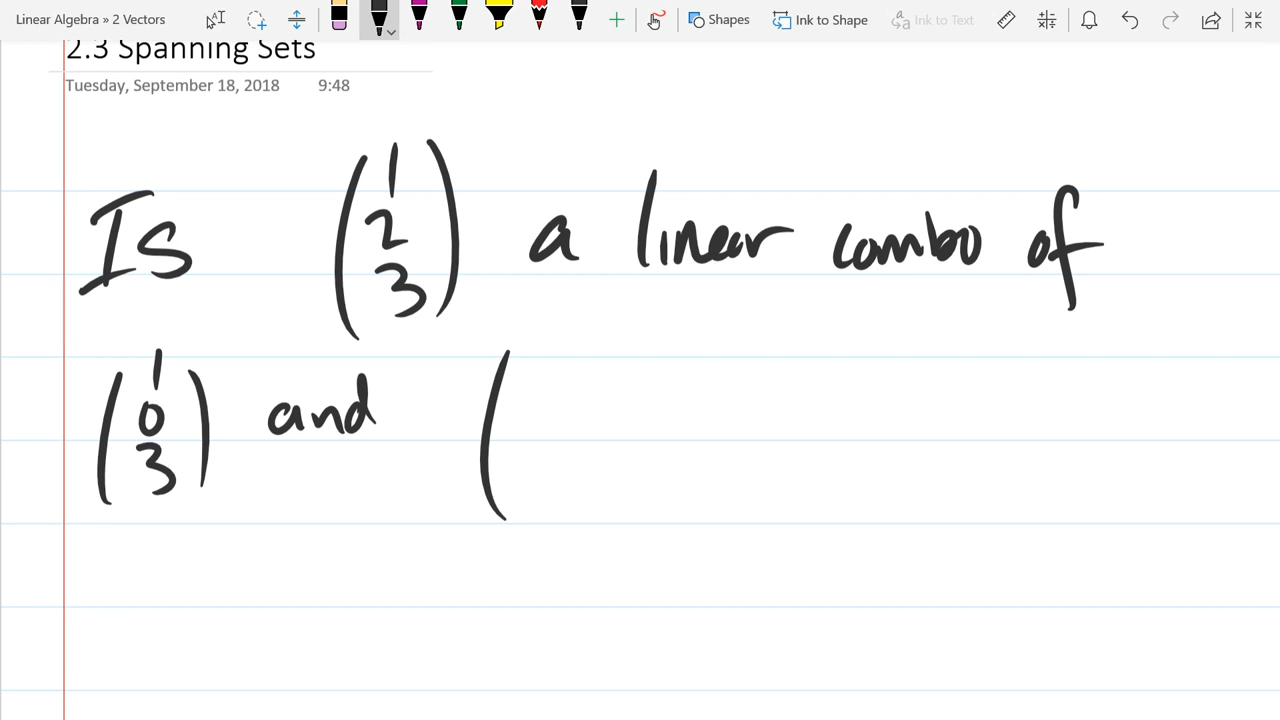 Linear Algebra » 2 Vectors Shapes Ink to Shape Ink to Text
2.3 Spanning Sets
Tuesday, September 18, 2018 9:48
Is (1 2 3) a linear combo of
(1 0 3) and (